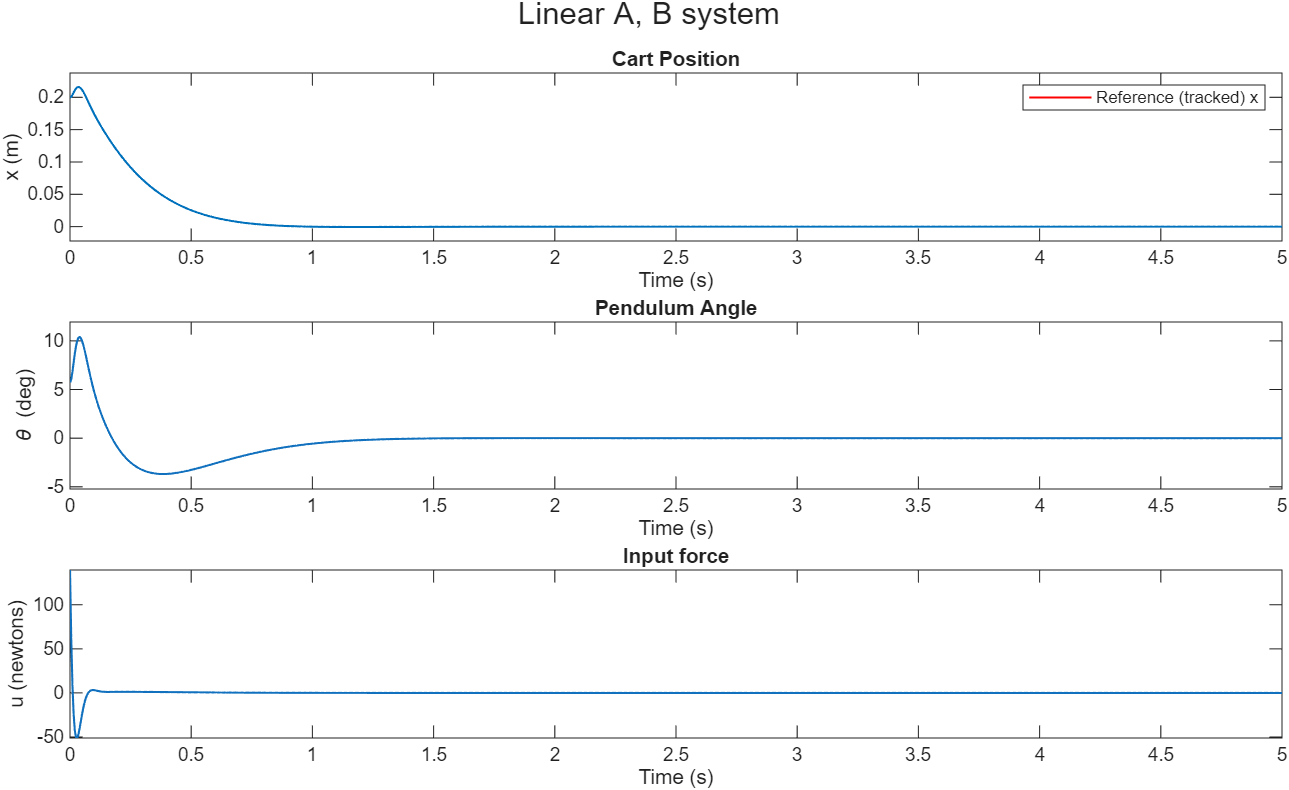 Linear A, B system
Cart Position
Reference (tracked) x
x (m)
0.2
0.15
0.1
0.05
0
0 0.5 1 1.5 2 2.5 3 3.5 4 4.5 5
Time (s)
Pendulum Angle
θ (deg)
10
5
0
-5
0 0.5 1 1.5 2 2.5 3 3.5 4 4.5 5
Time (s)
Input force
u (newtons)
100
50
0
-50
0 0.5 1 1.5 2 2.5 3 3.5 4 4.5 5
Time (s)